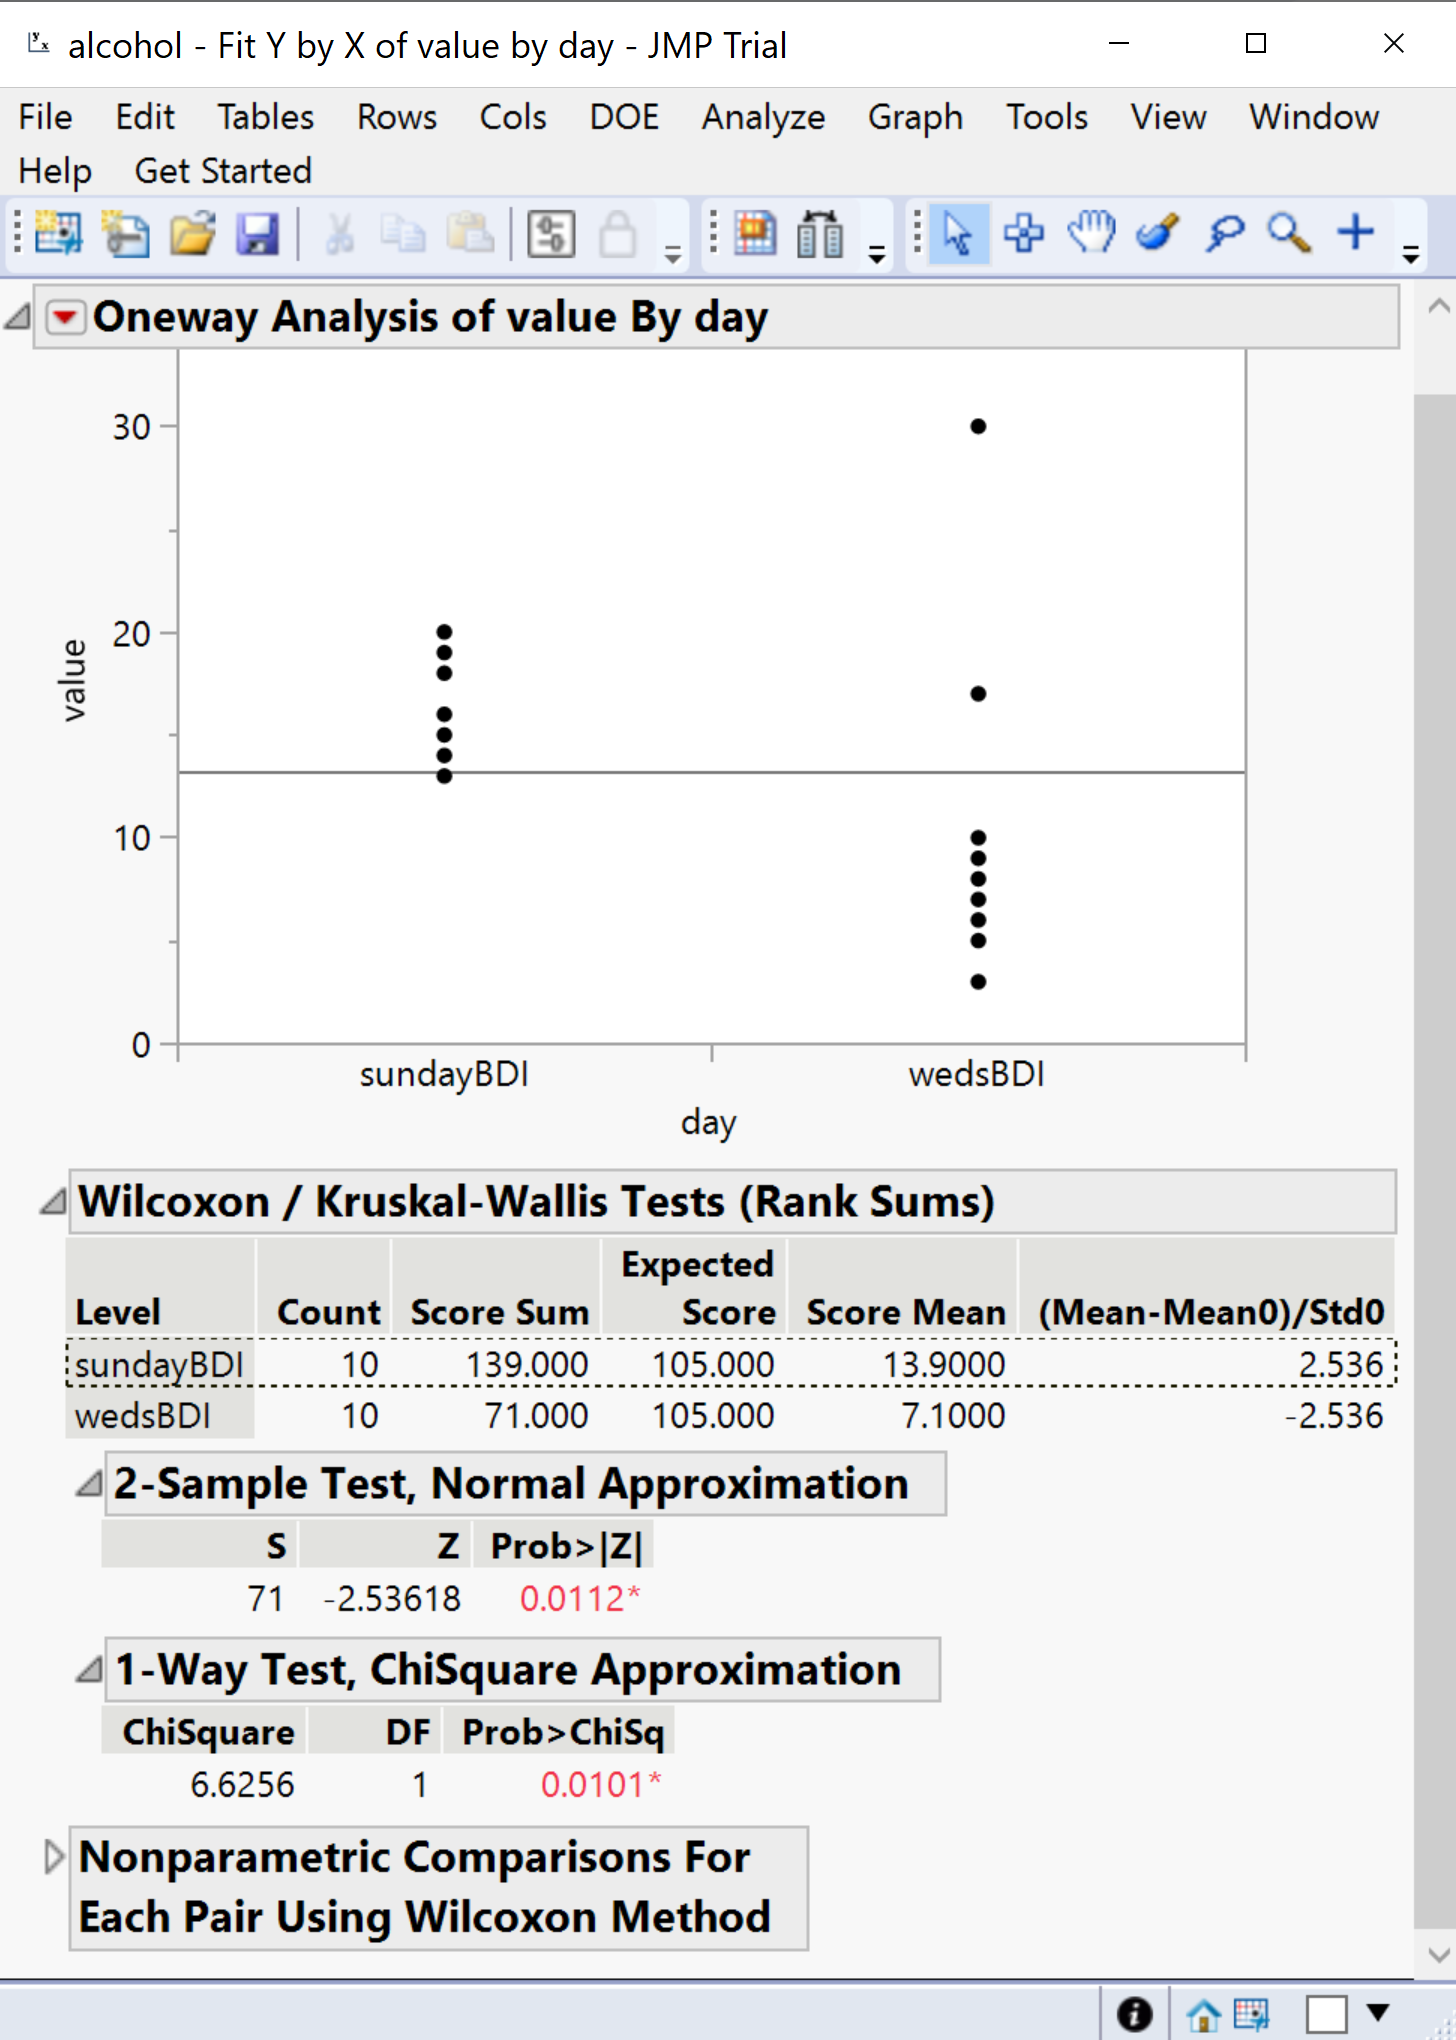 alcohol - Fit Y by X of value by day - JMP Trial
File Edit Tables Rows Cols DOE Analyze Graph Tools View Window
Help Get Started
Oneway Analysis of value By day
30
20
value
10
0
sundayBDI wedsBDI
day
Wilcoxon / Kruskal-Wallis Tests (Rank Sums)
Level Count Score Sum Expected Score Score Mean (Mean-Mean0)/Std0
sundayBDI 10 139.000 105.000 13.9000 2.536
wedsBDI 10 71.000 105.000 7.1000 -2.536
2-Sample Test, Normal Approximation
S Z Prob>|Z|
71 -2.53618 0.0112*
1-Way Test, ChiSquare Approximation
ChiSquare DF Prob>ChiSq
6.6256 1 0.0101*
Nonparametric Comparisons For
Each Pair Using Wilcoxon Method